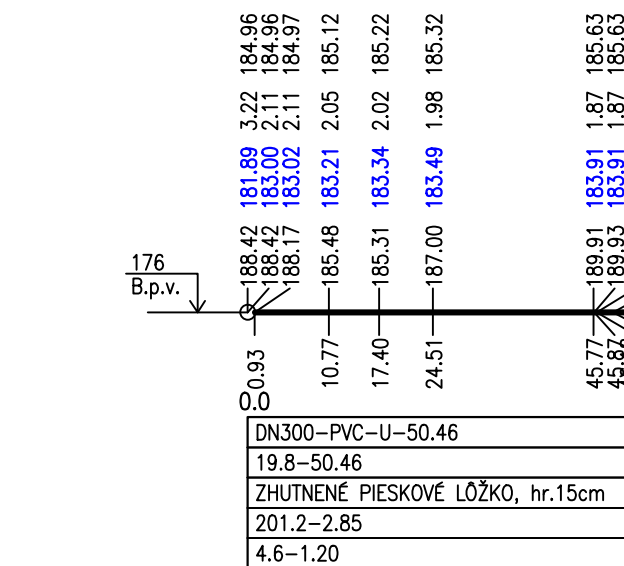 184.96 184.96 184.97 185.12 185.22 185.32 185.63 185.63
3.22 2.11 2.11 2.05 2.02 1.98 1.87 1.87
181.89 183.00 183.02 183.21 183.34 183.49 183.91 183.91
188.42 188.42 188.17 185.48 185.31 187.00 189.91 189.93
176
B.p.v.
0.93 10.77 17.40 24.51 45.77 45.87
0.0
DN300-PVC-U-50.46
19.8-50.46
ZHUTNENÉ PIESKOVÉ LÔŽKO, hr.15cm
201.2-2.85
4.6-1.20